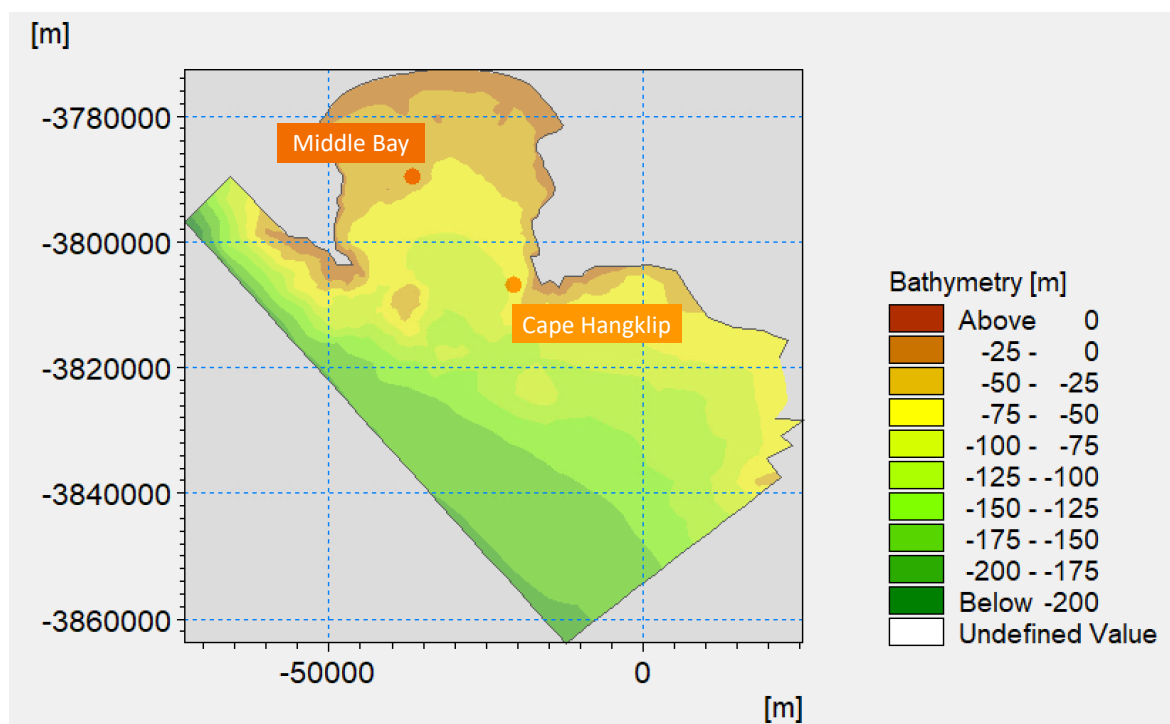 [m]
-3780000
Middle Bay
-3800000
Cape Hangklip
-3820000
-3840000
-3860000
-50000
0
[m]
Bathymetry [m]
Above 0
-25 - 0
-50 - -25
-75 - -50
-100 - -75
-125 - -100
-150 - -125
-175 - -150
-200 - -175
Below -200
Undefined Value